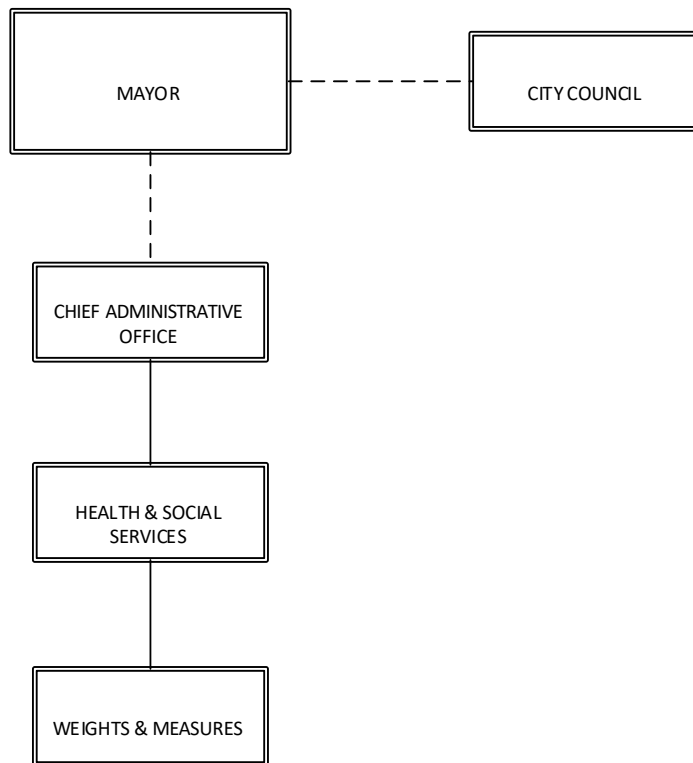 MAYOR
CITY COUNCIL
CHIEF ADMINISTRATIVE
OFFICE
HEALTH & SOCIAL
SERVICES
WEIGHTS & MEASURES